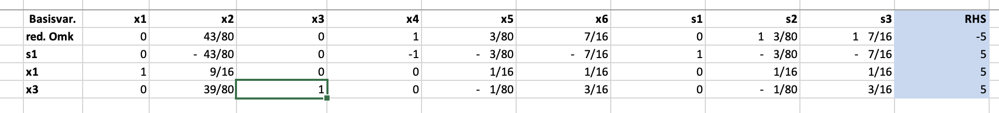 Basisvar. x1 x2 x3 x4 x5 x6 s1 s2 s3 RHS
red. Omk 0 43/80 0 1 3/80 7/16 0 1 3/80 1 7/16 -5
s1 0 - 43/80 0 -1 - 3/80 - 7/16 1 - 3/80 - 7/16 5
x1 1 9/16 0 0 1/16 1/16 0 1/16 1/16 5
x3 0 39/80 1 0 - 1/80 3/16 0 - 1/80 3/16 5